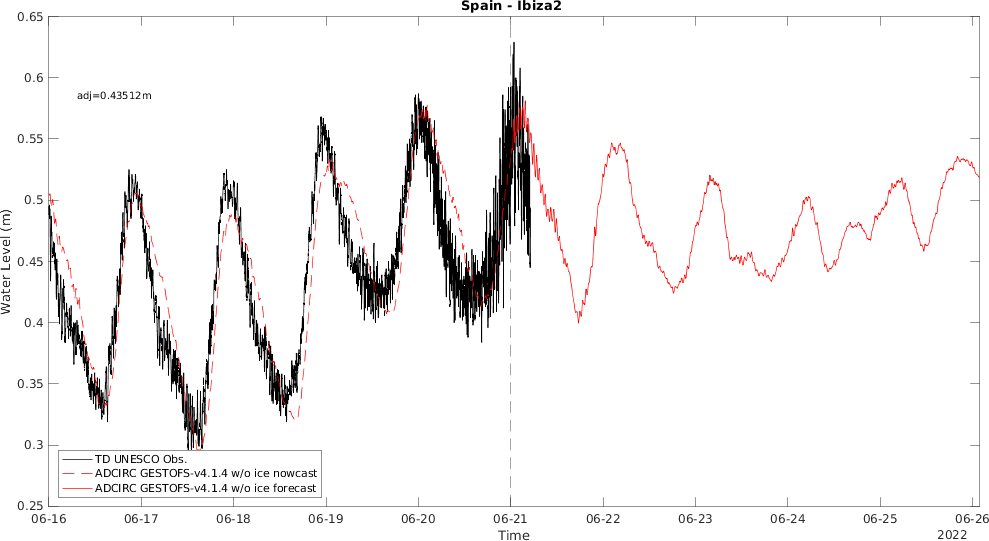 Spain - Ibiza2
0.65
0.6
0.55
0.5
0.45
0.4
0.35
0.3
0.25
Water Level (m)
adj=0.43512m
TD UNESCO Obs.
ADCIRC GESTOFS-v4.1.4 w/o ice nowcast
ADCIRC GESTOFS-v4.1.4 w/o ice forecast
06-16 06-17 06-18 06-19 06-20 06-21 06-22 06-23 06-24 06-25 06-26
Time
2022